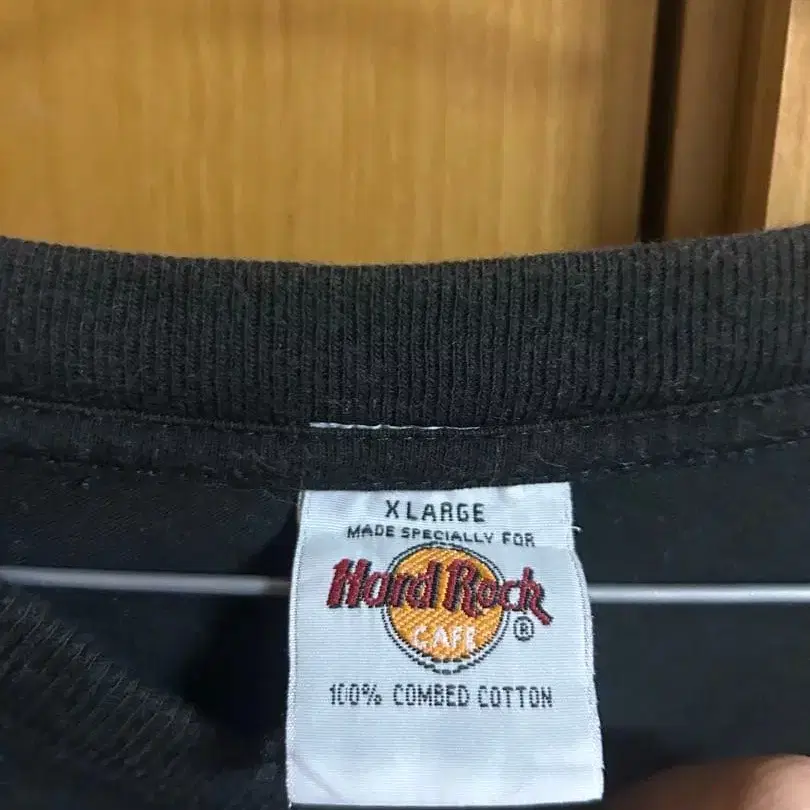 XLARGE
MADE SPECIALLY FOR
Hard Rock
CAFE ®
100% COMBED COTTON